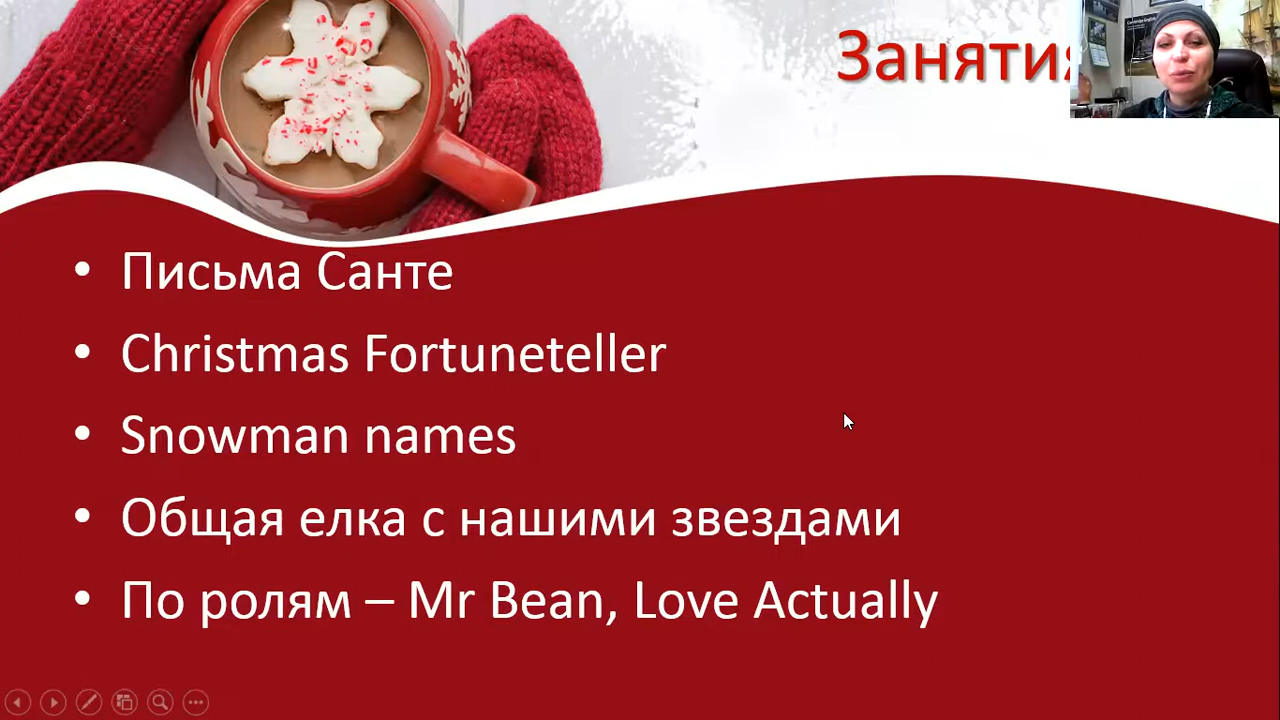 Занятия
• Письма Санте
• Christmas Fortuneteller
• Snowman names
• Общая елка с нашими звездами
• По ролям – Mr Bean, Love Actually